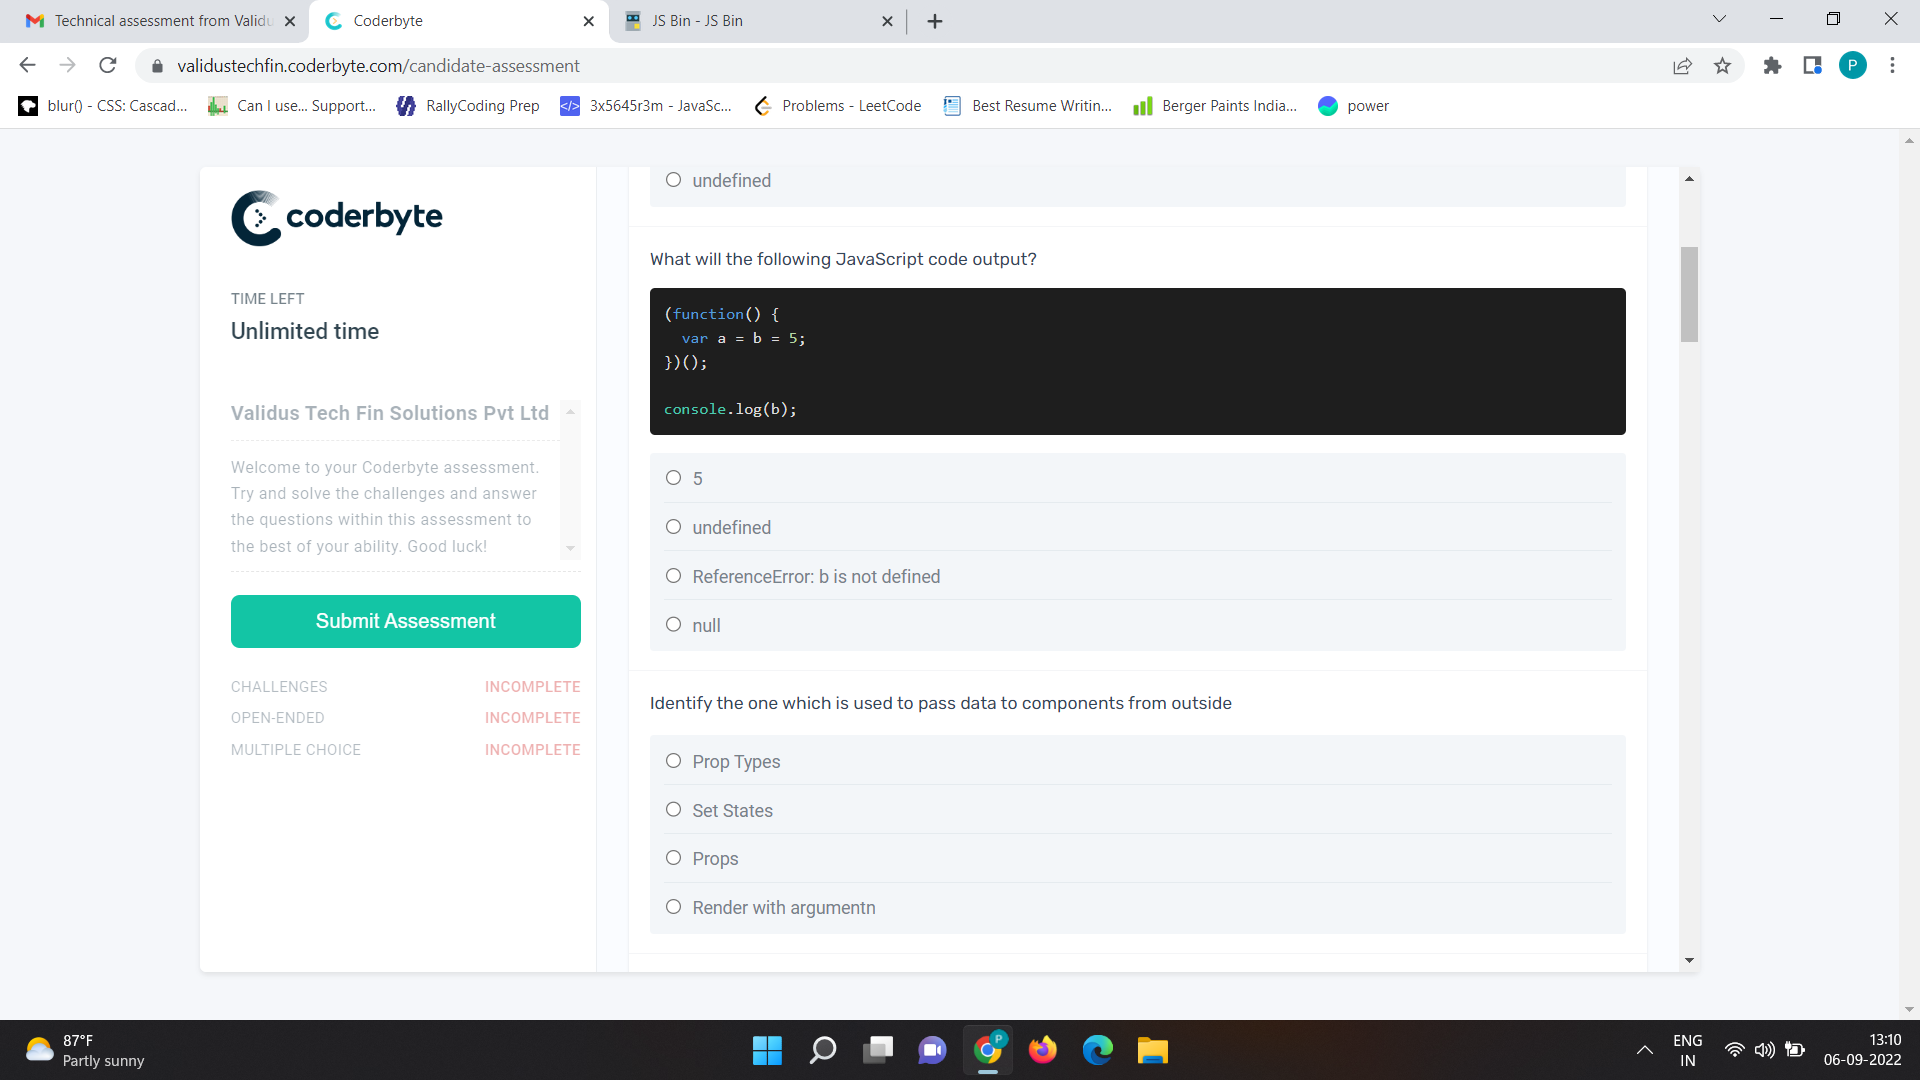 Technical assessment from Validu
Coderbyte
JS Bin - JS Bin
validustechfin.coderbyte.com/candidate-assessment
P
blur() - CSS: Cascad...
Can I use... Support...
RallyCoding Prep
3x5645r3m - JavaSc...
Problems - LeetCode
Best Resume Writin...
Berger Paints India...
power
coderbyte
TIME LEFT
Unlimited time
Validus Tech Fin Solutions Pvt Ltd
Welcome to your Coderbyte assessment.
Try and solve the challenges and answer
the questions within this assessment to
the best of your ability. Good luck!
Submit Assessment
CHALLENGES INCOMPLETE
OPEN-ENDED INCOMPLETE
MULTIPLE CHOICE INCOMPLETE
undefined
What will the following JavaScript code output?
(function() {
  var a = b = 5;
})();
console.log(b);
5
undefined
ReferenceError: b is not defined
null
Identify the one which is used to pass data to components from outside
Prop Types
Set States
Props
Render with argumentn
87°F
Partly sunny
P
ENG
IN
13:10
06-09-2022